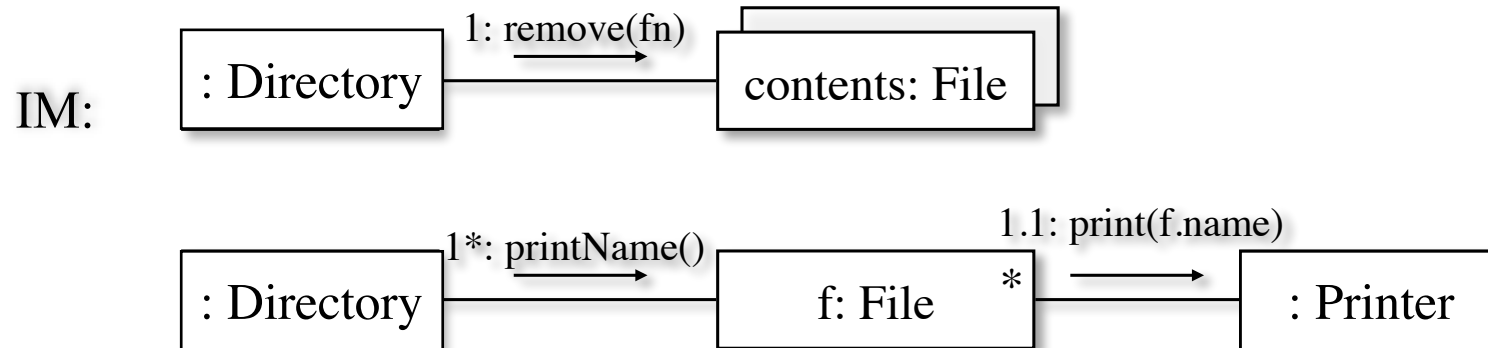 1: remove(fn)
: Directory
contents: File
IM:
1*: printName()
1.1: print(f.name)
: Directory
f: File
*
: Printer